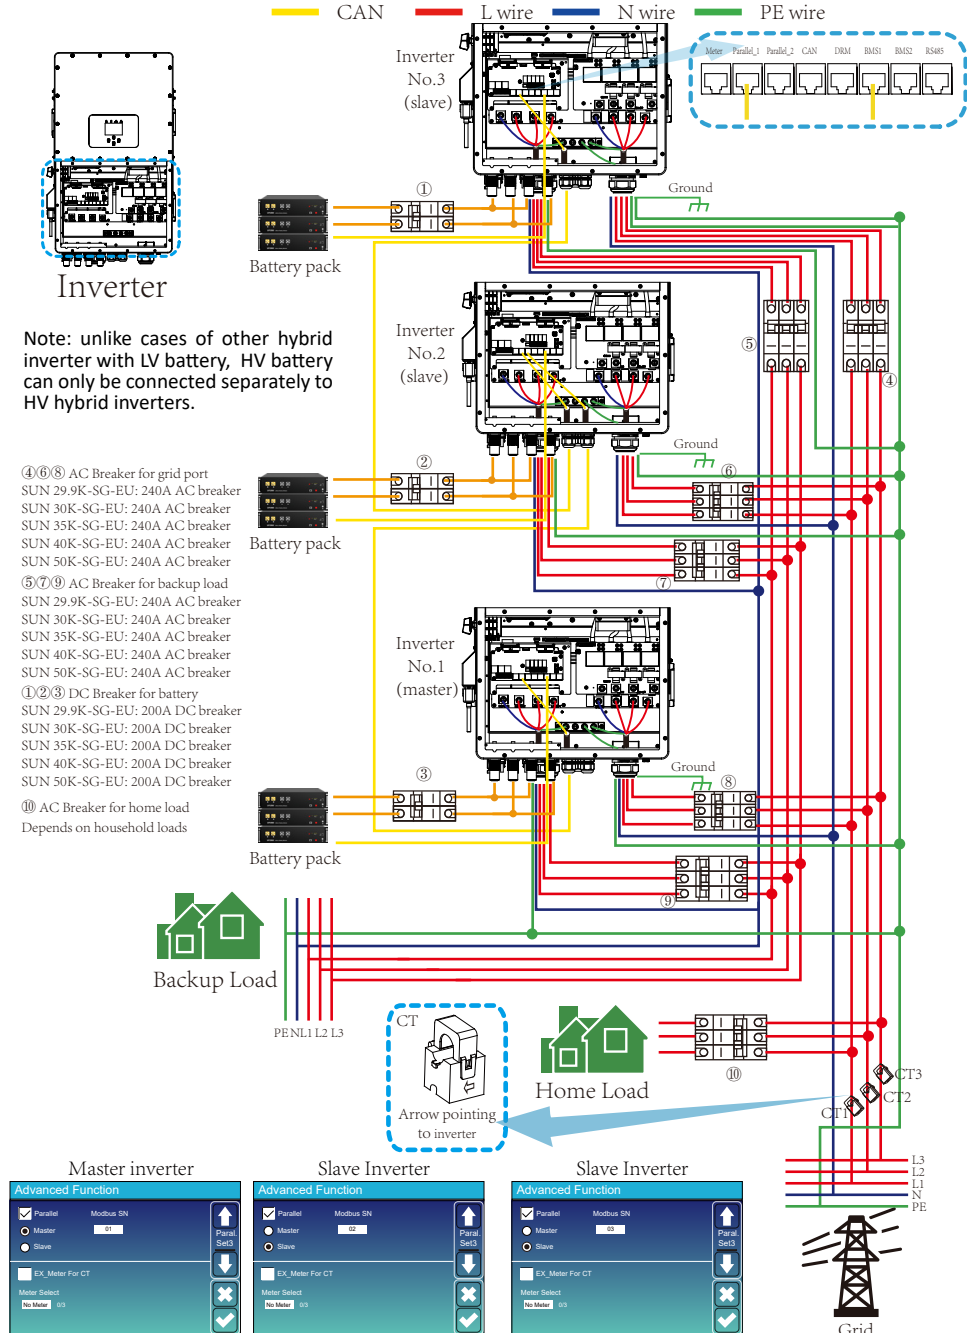 CAN
L wire
N wire
PE wire
Inverter
No.3
(slave)
Meter
Parallel_1
Parallel_2
CAN
DRM
BMS1
BMS2
RS485
①
Ground
Battery pack
Inverter
Note: unlike cases of other hybrid
inverter with LV battery, HV battery
can only be connected separately to
HV hybrid inverters.
Inverter
No.2
(slave)
⑤
④
②
Ground
⑥
Battery pack
⑦
④⑥⑧ AC Breaker for grid port
SUN 29.9K-SG-EU: 240A AC breaker
SUN 30K-SG-EU: 240A AC breaker
SUN 35K-SG-EU: 240A AC breaker
SUN 40K-SG-EU: 240A AC breaker
SUN 50K-SG-EU: 240A AC breaker
⑤⑦⑨ AC Breaker for backup load
SUN 29.9K-SG-EU: 240A AC breaker
SUN 30K-SG-EU: 240A AC breaker
SUN 35K-SG-EU: 240A AC breaker
SUN 40K-SG-EU: 240A AC breaker
SUN 50K-SG-EU: 240A AC breaker
①②③ DC Breaker for battery
SUN 29.9K-SG-EU: 200A DC breaker
SUN 30K-SG-EU: 200A DC breaker
SUN 35K-SG-EU: 200A DC breaker
SUN 40K-SG-EU: 200A DC breaker
SUN 50K-SG-EU: 200A DC breaker
⑩ AC Breaker for home load
Depends on household loads
Inverter
No.1
(master)
③
Ground
⑧
Battery pack
⑨
Backup Load
PE N L1 L2 L3
CT
Arrow pointing
to inverter
Home Load
⑩
CT3
CT2
CT1
L3
L2
L1
N
PE
Grid
Master inverter
Advanced Function
Parallel
Modbus SN
Master
01
Slave
Paral.
Set3
EX_Meter For CT
Meter Select
No Meter 0/3
Slave Inverter
Advanced Function
Parallel
Modbus SN
Master
02
Slave
Paral.
Set3
EX_Meter For CT
Meter Select
No Meter 0/3
Slave Inverter
Advanced Function
Parallel
Modbus SN
Master
03
Slave
Paral.
Set3
EX_Meter For CT
Meter Select
No Meter 0/3